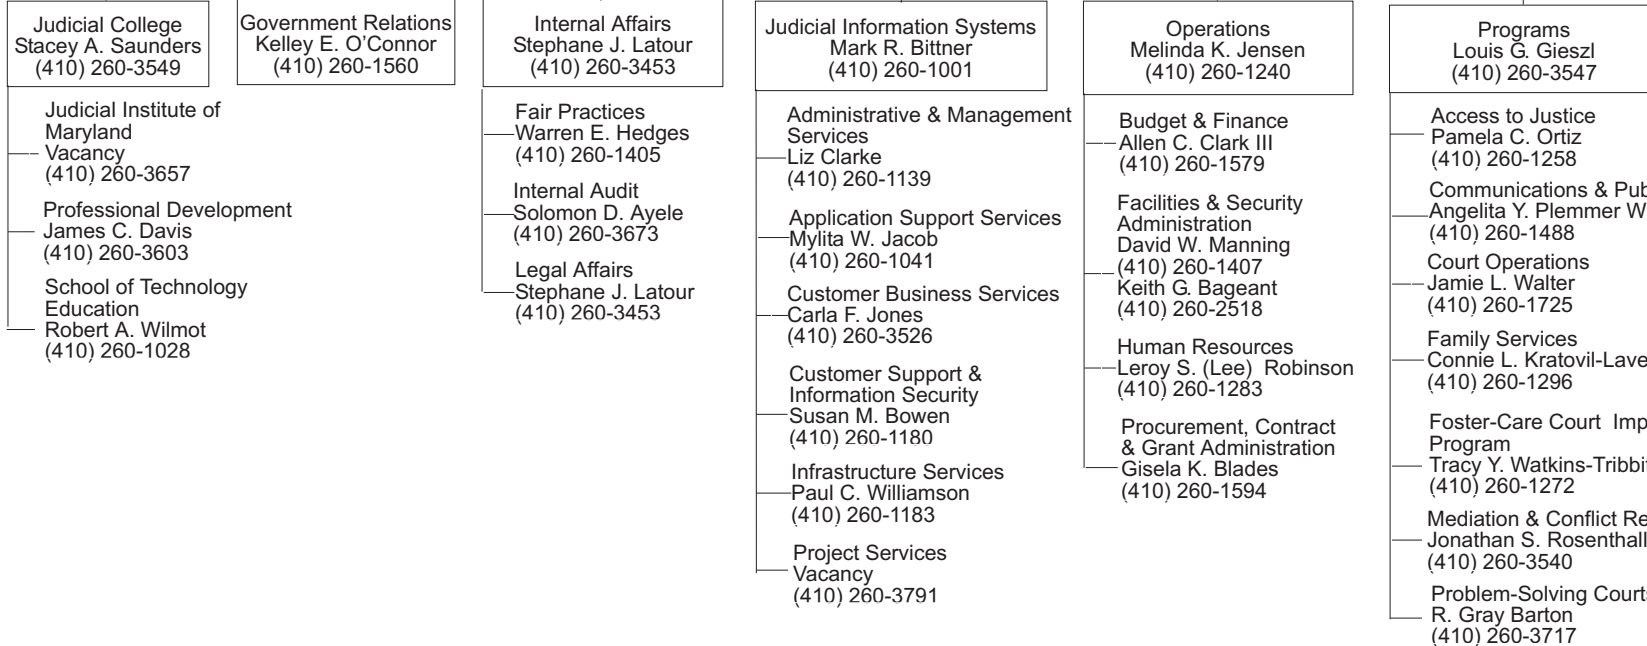 Judicial College
Stacey A. Saunders
(410) 260-3549
Judicial Institute of
Maryland
Vacancy
(410) 260-3657
Professional Development
James C. Davis
(410) 260-3603
School of Technology
Education
Robert A. Wilmot
(410) 260-1028
Government Relations
Kelley E. O'Connor
(410) 260-1560
Internal Affairs
Stephane J. Latour
(410) 260-3453
Fair Practices
Warren E. Hedges
(410) 260-1405
Internal Audit
Solomon D. Ayele
(410) 260-3673
Legal Affairs
Stephane J. Latour
(410) 260-3453
Judicial Information Systems
Mark R. Bittner
(410) 260-1001
Administrative & Management
Services
Liz Clarke
(410) 260-1139
Application Support Services
Mylita W. Jacob
(410) 260-1041
Customer Business Services
Carla F. Jones
(410) 260-3526
Customer Support &
Information Security
Susan M. Bowen
(410) 260-1180
Infrastructure Services
Paul C. Williamson
(410) 260-1183
Project Services
Vacancy
(410) 260-3791
Operations
Melinda K. Jensen
(410) 260-1240
Budget & Finance
Allen C. Clark III
(410) 260-1579
Facilities & Security
Administration
David W. Manning
(410) 260-1407
Keith G. Bageant
(410) 260-2518
Human Resources
Leroy S. (Lee) Robinson
(410) 260-1283
Procurement, Contract
& Grant Administration
Gisela K. Blades
(410) 260-1594
Programs
Louis G. Gieszl
(410) 260-3547
Access to Justice
Pamela C. Ortiz
(410) 260-1258
Communications & Pub
Angelita Y. Plemmer W
(410) 260-1488
Court Operations
Jamie L. Walter
(410) 260-1725
Family Services
Connie L. Kratovil-Lave
(410) 260-1296
Foster-Care Court Imp
Program
Tracy Y. Watkins-Tribbi
(410) 260-1272
Mediation & Conflict Re
Jonathan S. Rosenthall
(410) 260-3540
Problem-Solving Courts
R. Gray Barton
(410) 260-3717